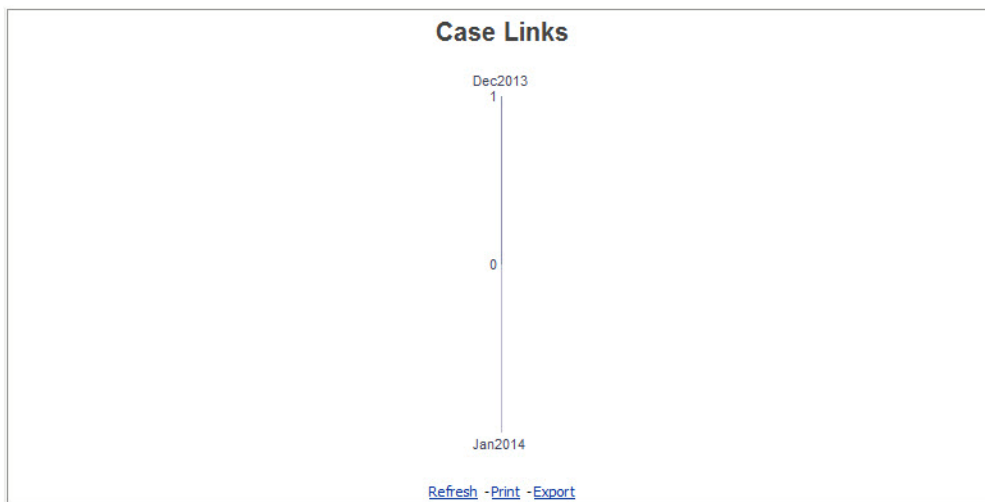 Case Links
Dec2013
1
0
Jan2014
Refresh -Print -Export